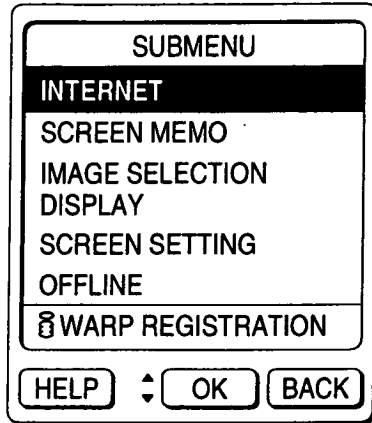 SUBMENU
INTERNET
SCREEN MEMO
IMAGE SELECTION
DISPLAY
SCREEN SETTING
OFFLINE
WARP REGISTRATION
HELP OK BACK